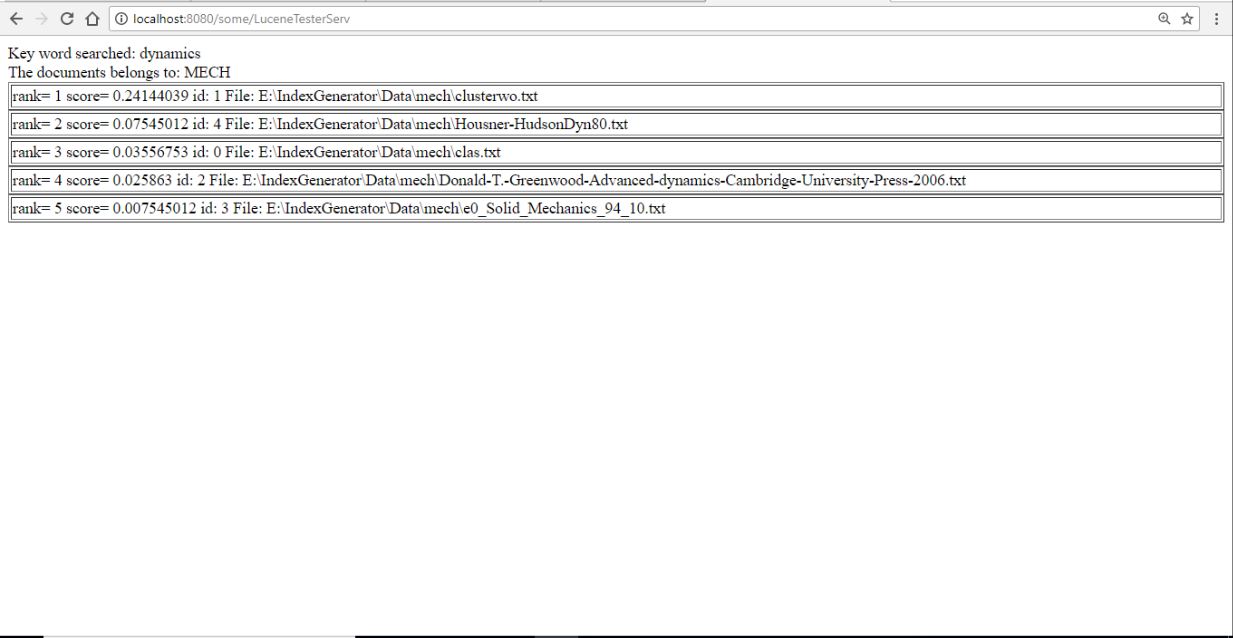 localhost:8080/some/LuceneTesterServ
Key word searched: dynamics
The documents belongs to: MECH
rank= 1 score= 0.24144039 id: 1 File: E:\IndexGenerator\Data\mech\clusterwo.txt
rank= 2 score= 0.07545012 id: 4 File: E:\IndexGenerator\Data\mech\Housner-HudsonDyn80.txt
rank= 3 score= 0.03556753 id: 0 File: E:\IndexGenerator\Data\mech\clas.txt
rank= 4 score= 0.025863 id: 2 File: E:\IndexGenerator\Data\mech\Donald-T.-Greenwood-Advanced-dynamics-Cambridge-University-Press-2006.txt
rank= 5 score= 0.007545012 id: 3 File: E:\IndexGenerator\Data\mech\e0_Solid_Mechanics_94_10.txt